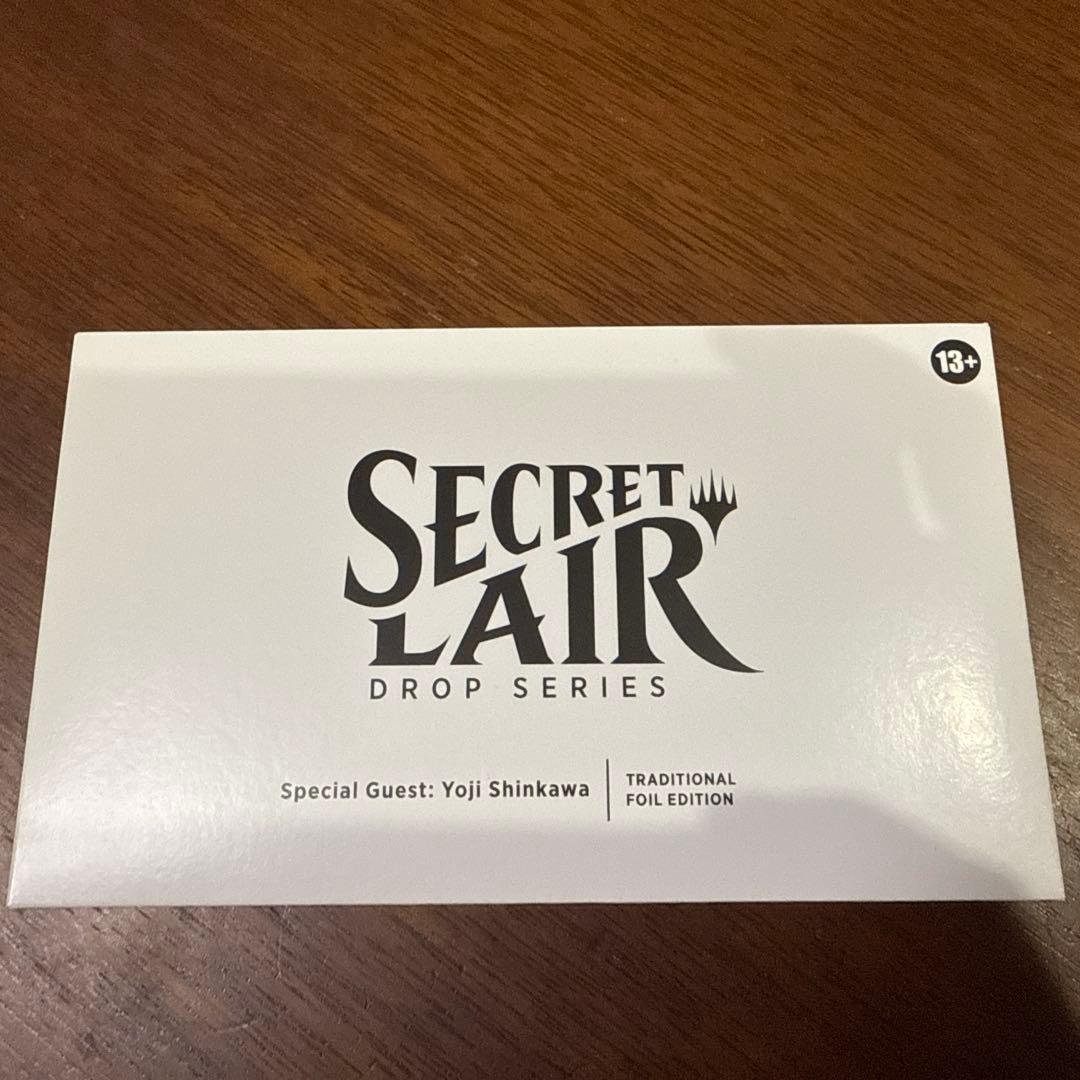 13+
SECRET
LAIR
DROP SERIES
Special Guest: Yoji Shinkawa
TRADITIONAL
FOIL EDITION